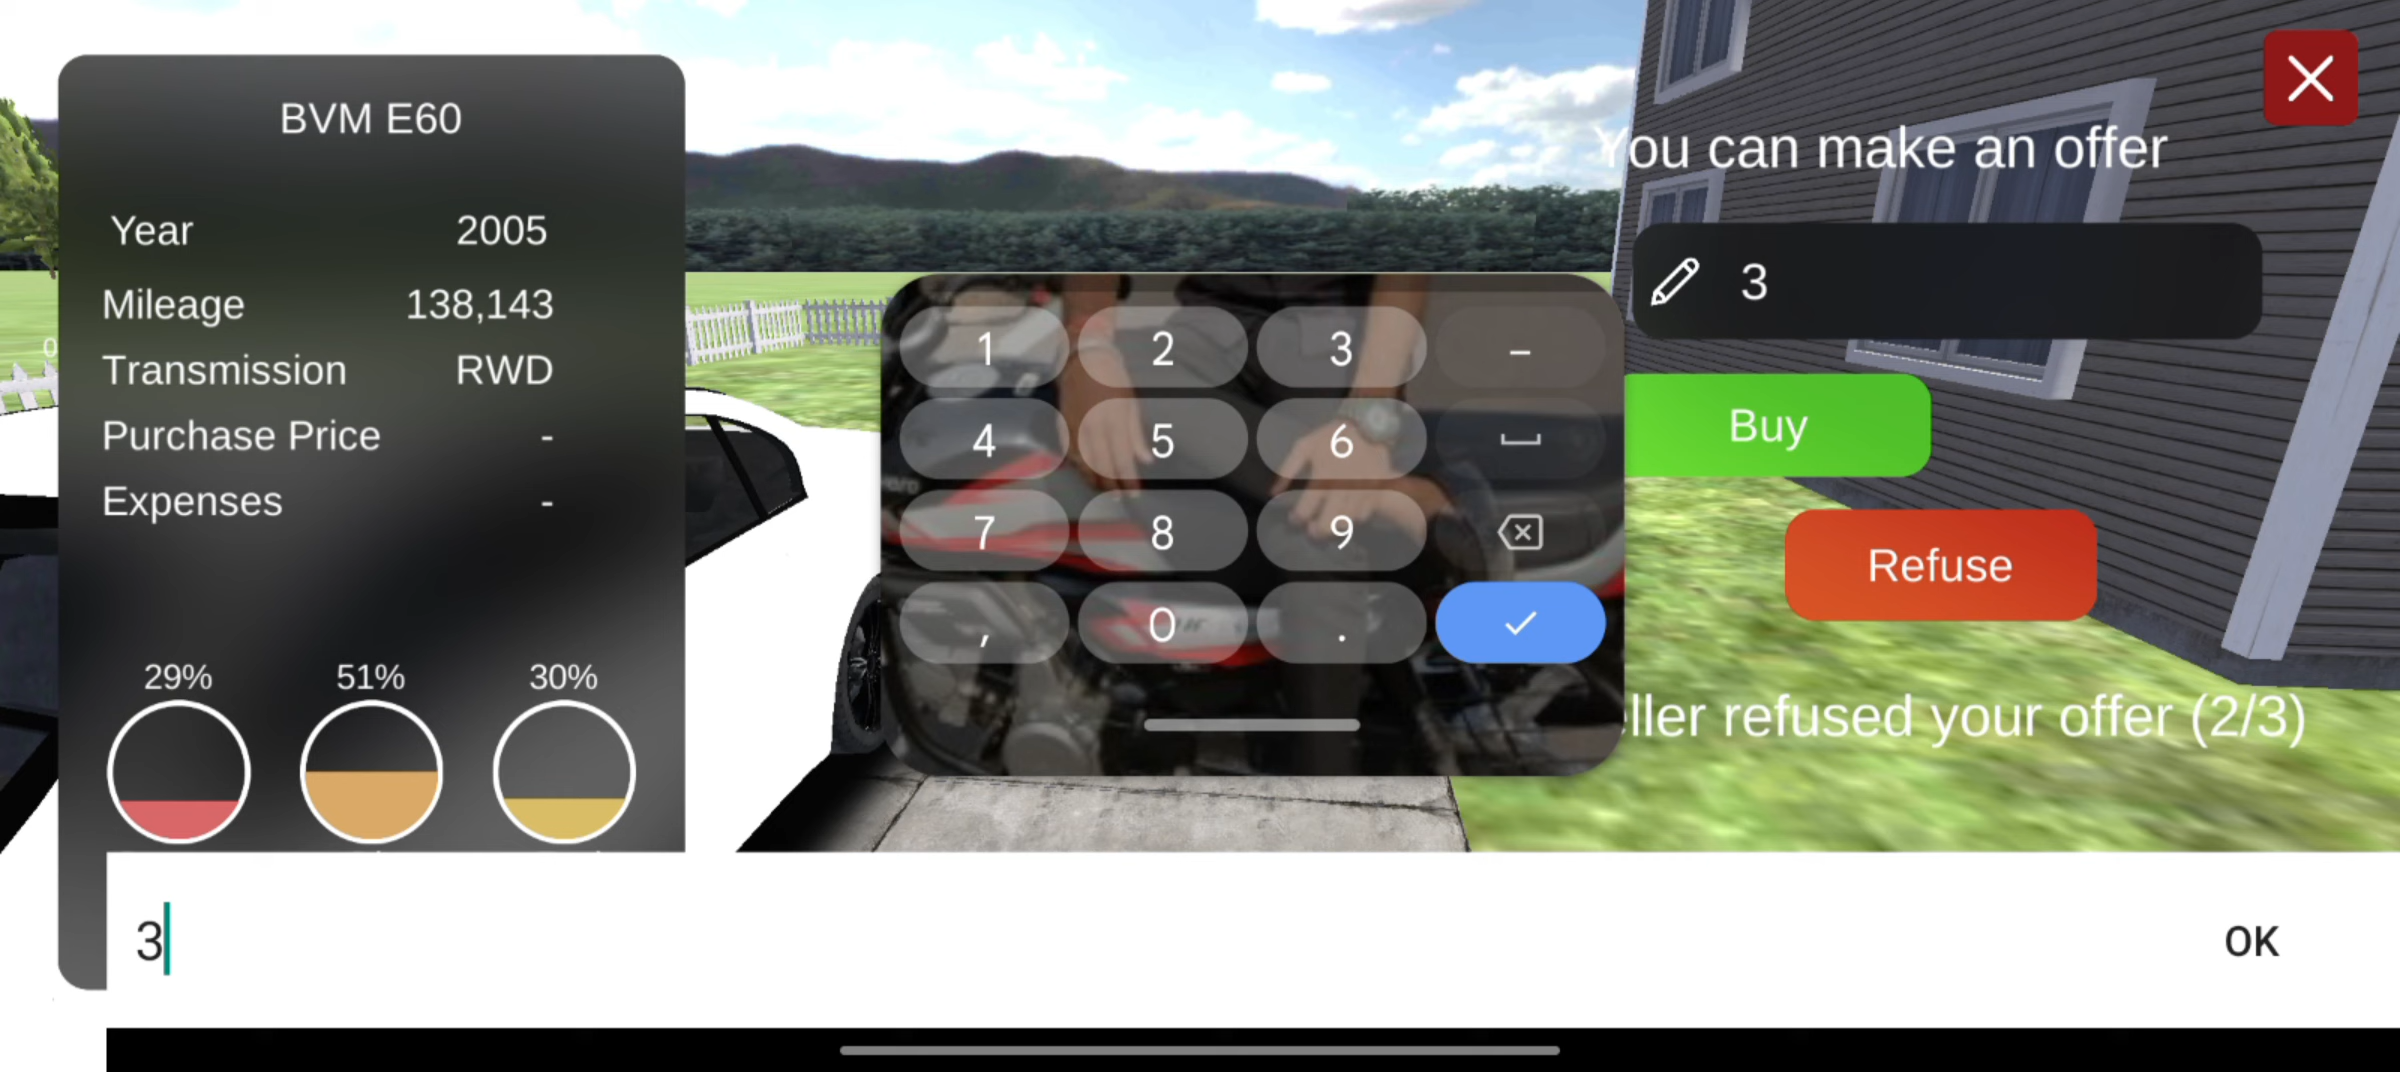 BVM E60
Year 2005
Mileage 138,143
Transmission RWD
Purchase Price -
Expenses -
29% 51% 30%
0
1 2 3 –
4 5 6
7 8 9
, 0 .
You can make an offer
3
Buy
Refuse
eller refused your offer (2/3)
3
OK